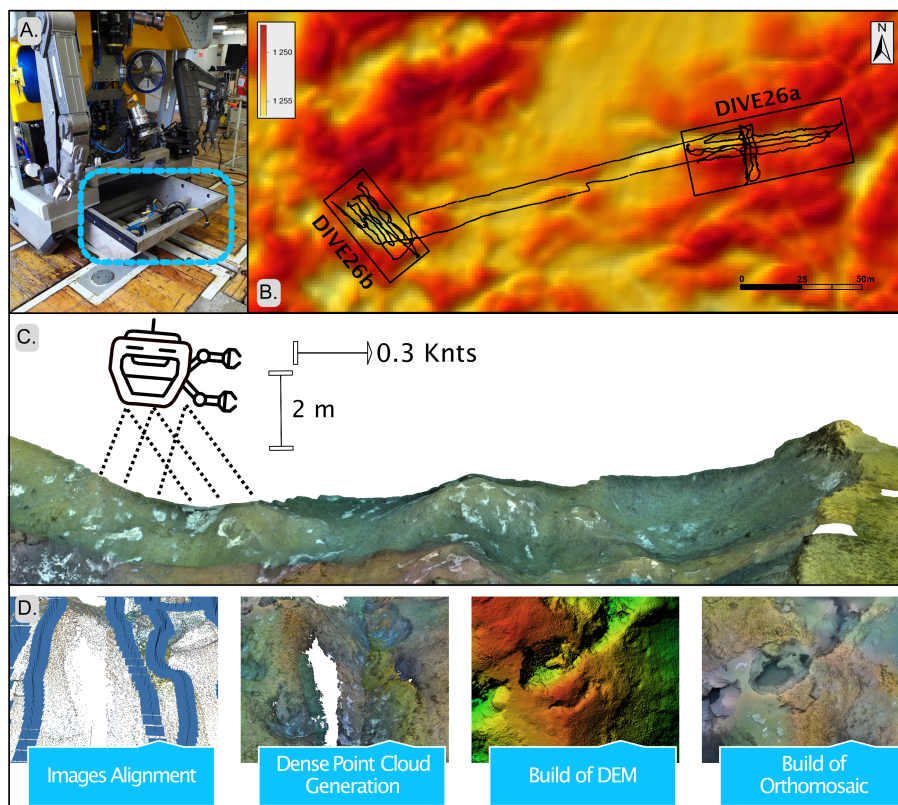 A.
1 250
1 255
N
DIVE26a
DIVE26b
B.
0 25 50m
C.
0.3 Knts
2 m
D.
Images Alignment
Dense Point Cloud
Generation
Build of DEM
Build of
Orthomosaic